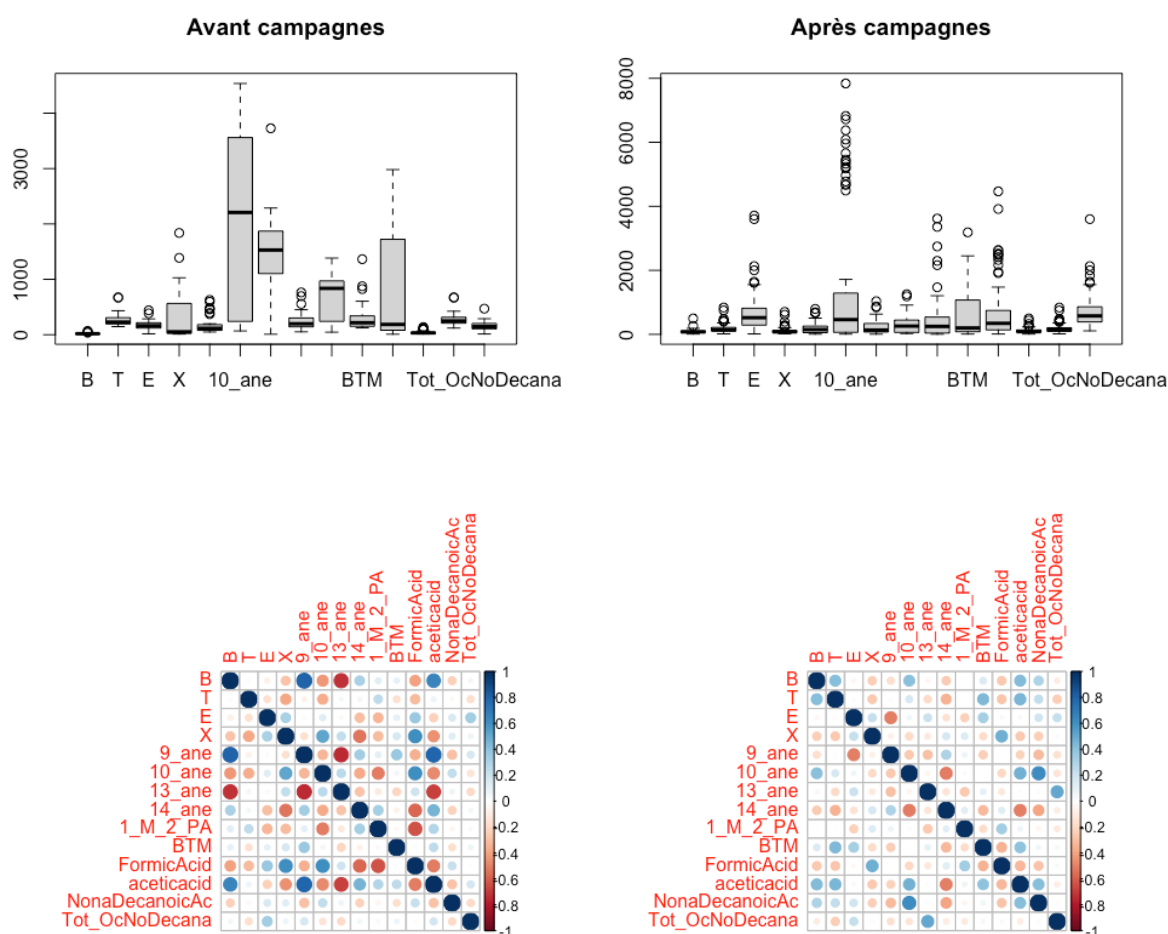 Avant campagnes
3000
1000
0
B T E X 10_ane BTM Tot_OcNoDecana
Après campagnes
8000
6000
4000
2000
0
B T E X 10_ane BTM Tot_OcNoDecana
B T E X 9_ane 10_ane 13_ane 14_ane 1_M_2_PA BTM FormicAcid aceticacid NonaDecanoicAc Tot_OcNoDecana
B
T
E
X
9_ane
10_ane
13_ane
14_ane
1_M_2_PA
BTM
FormicAcid
aceticacid
NonaDecanoicAc
Tot_OcNoDecana
1
0.8
0.6
0.4
0.2
0
-0.2
-0.4
-0.6
-0.8
-1
B T E X 9_ane 10_ane 13_ane 14_ane 1_M_2_PA BTM FormicAcid aceticacid NonaDecanoicAc Tot_OcNoDecana
B
T
E
X
9_ane
10_ane
13_ane
14_ane
1_M_2_PA
BTM
FormicAcid
aceticacid
NonaDecanoicAc
Tot_OcNoDecana
1
0.8
0.6
0.4
0.2
0
-0.2
-0.4
-0.6
-0.8
-1